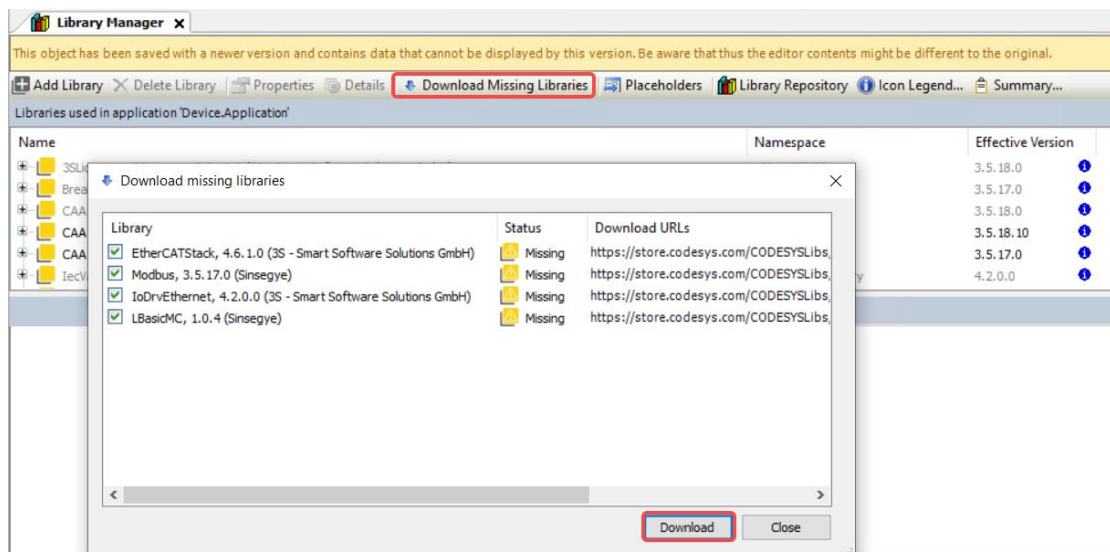 Library Manager X
This object has been saved with a newer version and contains data that cannot be displayed by this version. Be aware that thus the editor contents might be different to the original.
Add Library Delete Library Properties Details Download Missing Libraries Placeholders Library Repository Icon Legend... Summary...
Libraries used in application 'Device.Application'
Name Namespace Effective Version
3.5.18.0
3.5.17.0
CAA 3.5.18.0
CAA 3.5.18.10
CAA 3.5.17.0
4.2.0.0
Download missing libraries
Library Status Download URLs
EtherCATStack, 4.6.1.0 (3S - Smart Software Solutions GmbH) Missing https://store.codesys.com/CODESYSLibs,
Modbus, 3.5.17.0 (Sinsegye) Missing https://store.codesys.com/CODESYSLibs,
IoDrvEthernet, 4.2.0.0 (3S - Smart Software Solutions GmbH) Missing https://store.codesys.com/CODESYSLibs,
LBasicMC, 1.0.4 (Sinsegye) Missing https://store.codesys.com/CODESYSLibs,
Download Close